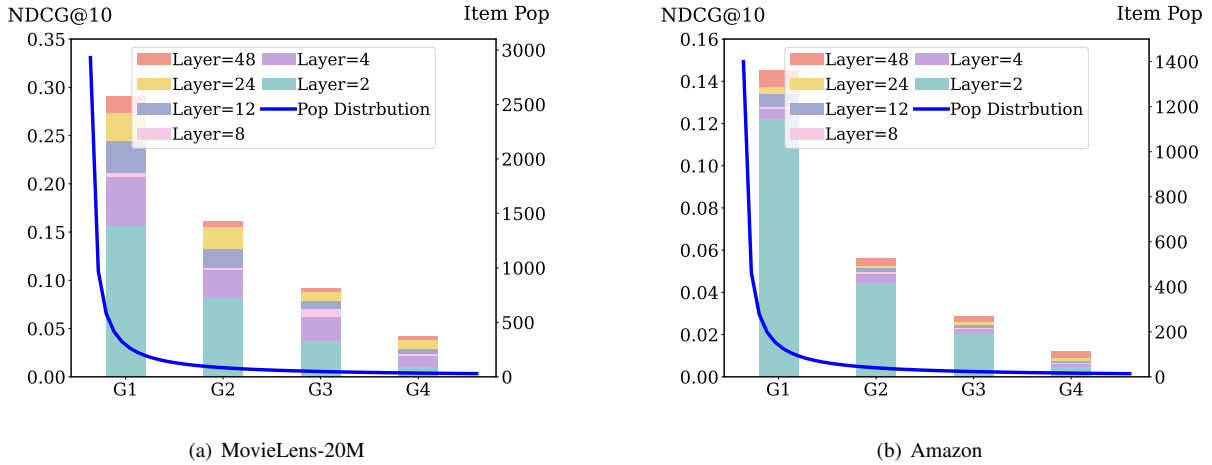 NDCG@10 Item Pop
0.35
0.30
0.25
0.20
0.15
0.10
0.05
0.00
3000
2500
2000
1500
1000
500
0
Layer=48 Layer=4
Layer=24 Layer=2
Layer=12 Pop Distrbution
Layer=8
G1 G2 G3 G4
(a) MovieLens-20M
NDCG@10 Item Pop
0.16
0.14
0.12
0.10
0.08
0.06
0.04
0.02
0.00
1400
1200
1000
800
600
400
200
0
Layer=48 Layer=4
Layer=24 Layer=2
Layer=12 Pop Distrbution
Layer=8
G1 G2 G3 G4
(b) Amazon